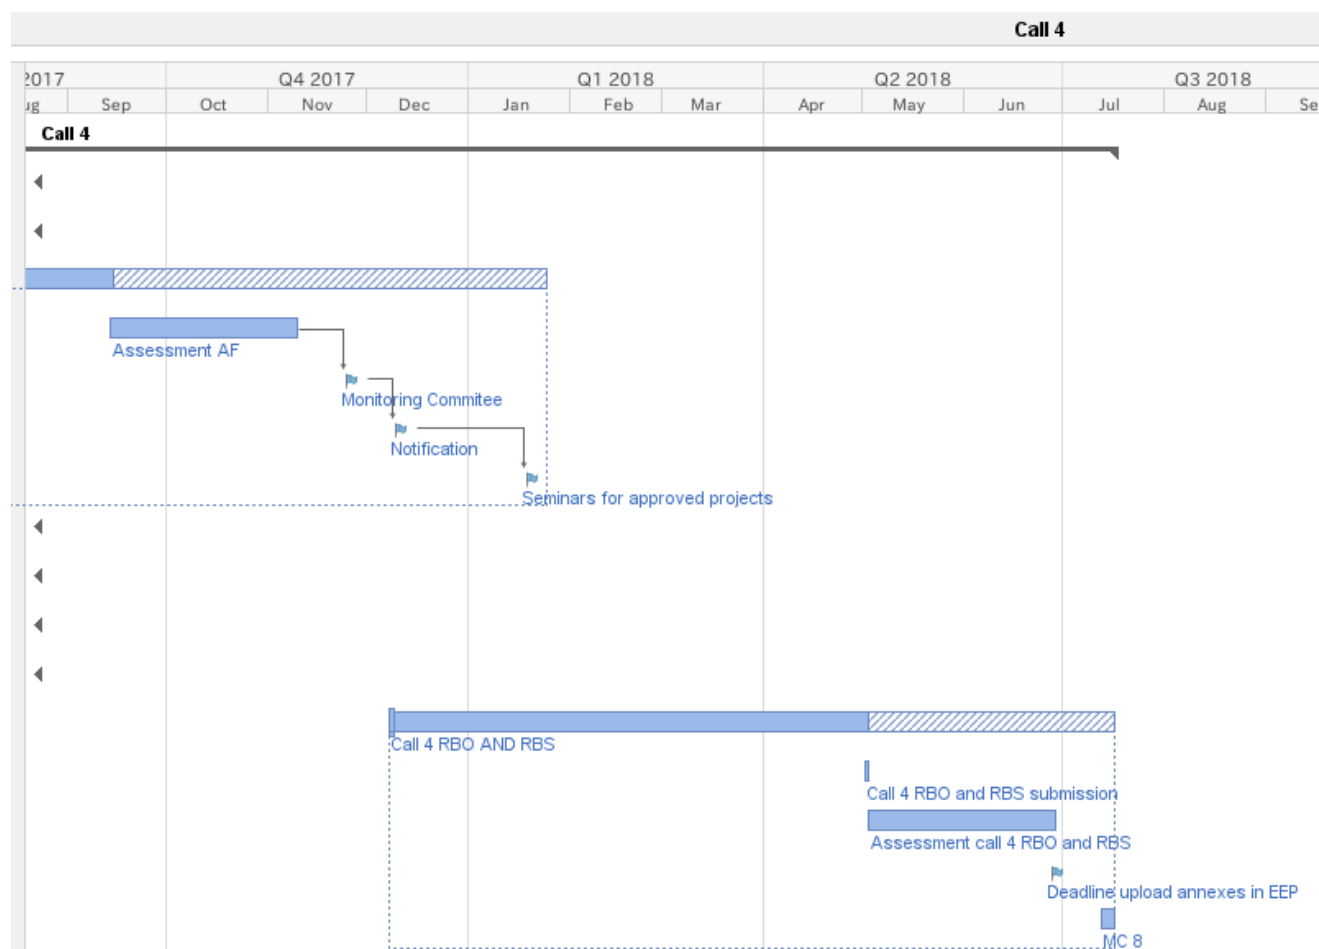 Call 4
2017 Q4 2017 Q1 2018 Q2 2018 Q3 2018
ug Sep Oct Nov Dec Jan Feb Mar Apr May Jun Jul Aug Se
Call 4
Assessment AF
Monitoring Commitee
Notification
Seminars for approved projects
Call 4 RBO AND RBS
Call 4 RBO and RBS submission
Assessment call 4 RBO and RBS
Deadline upload annexes in EEP
MC 8